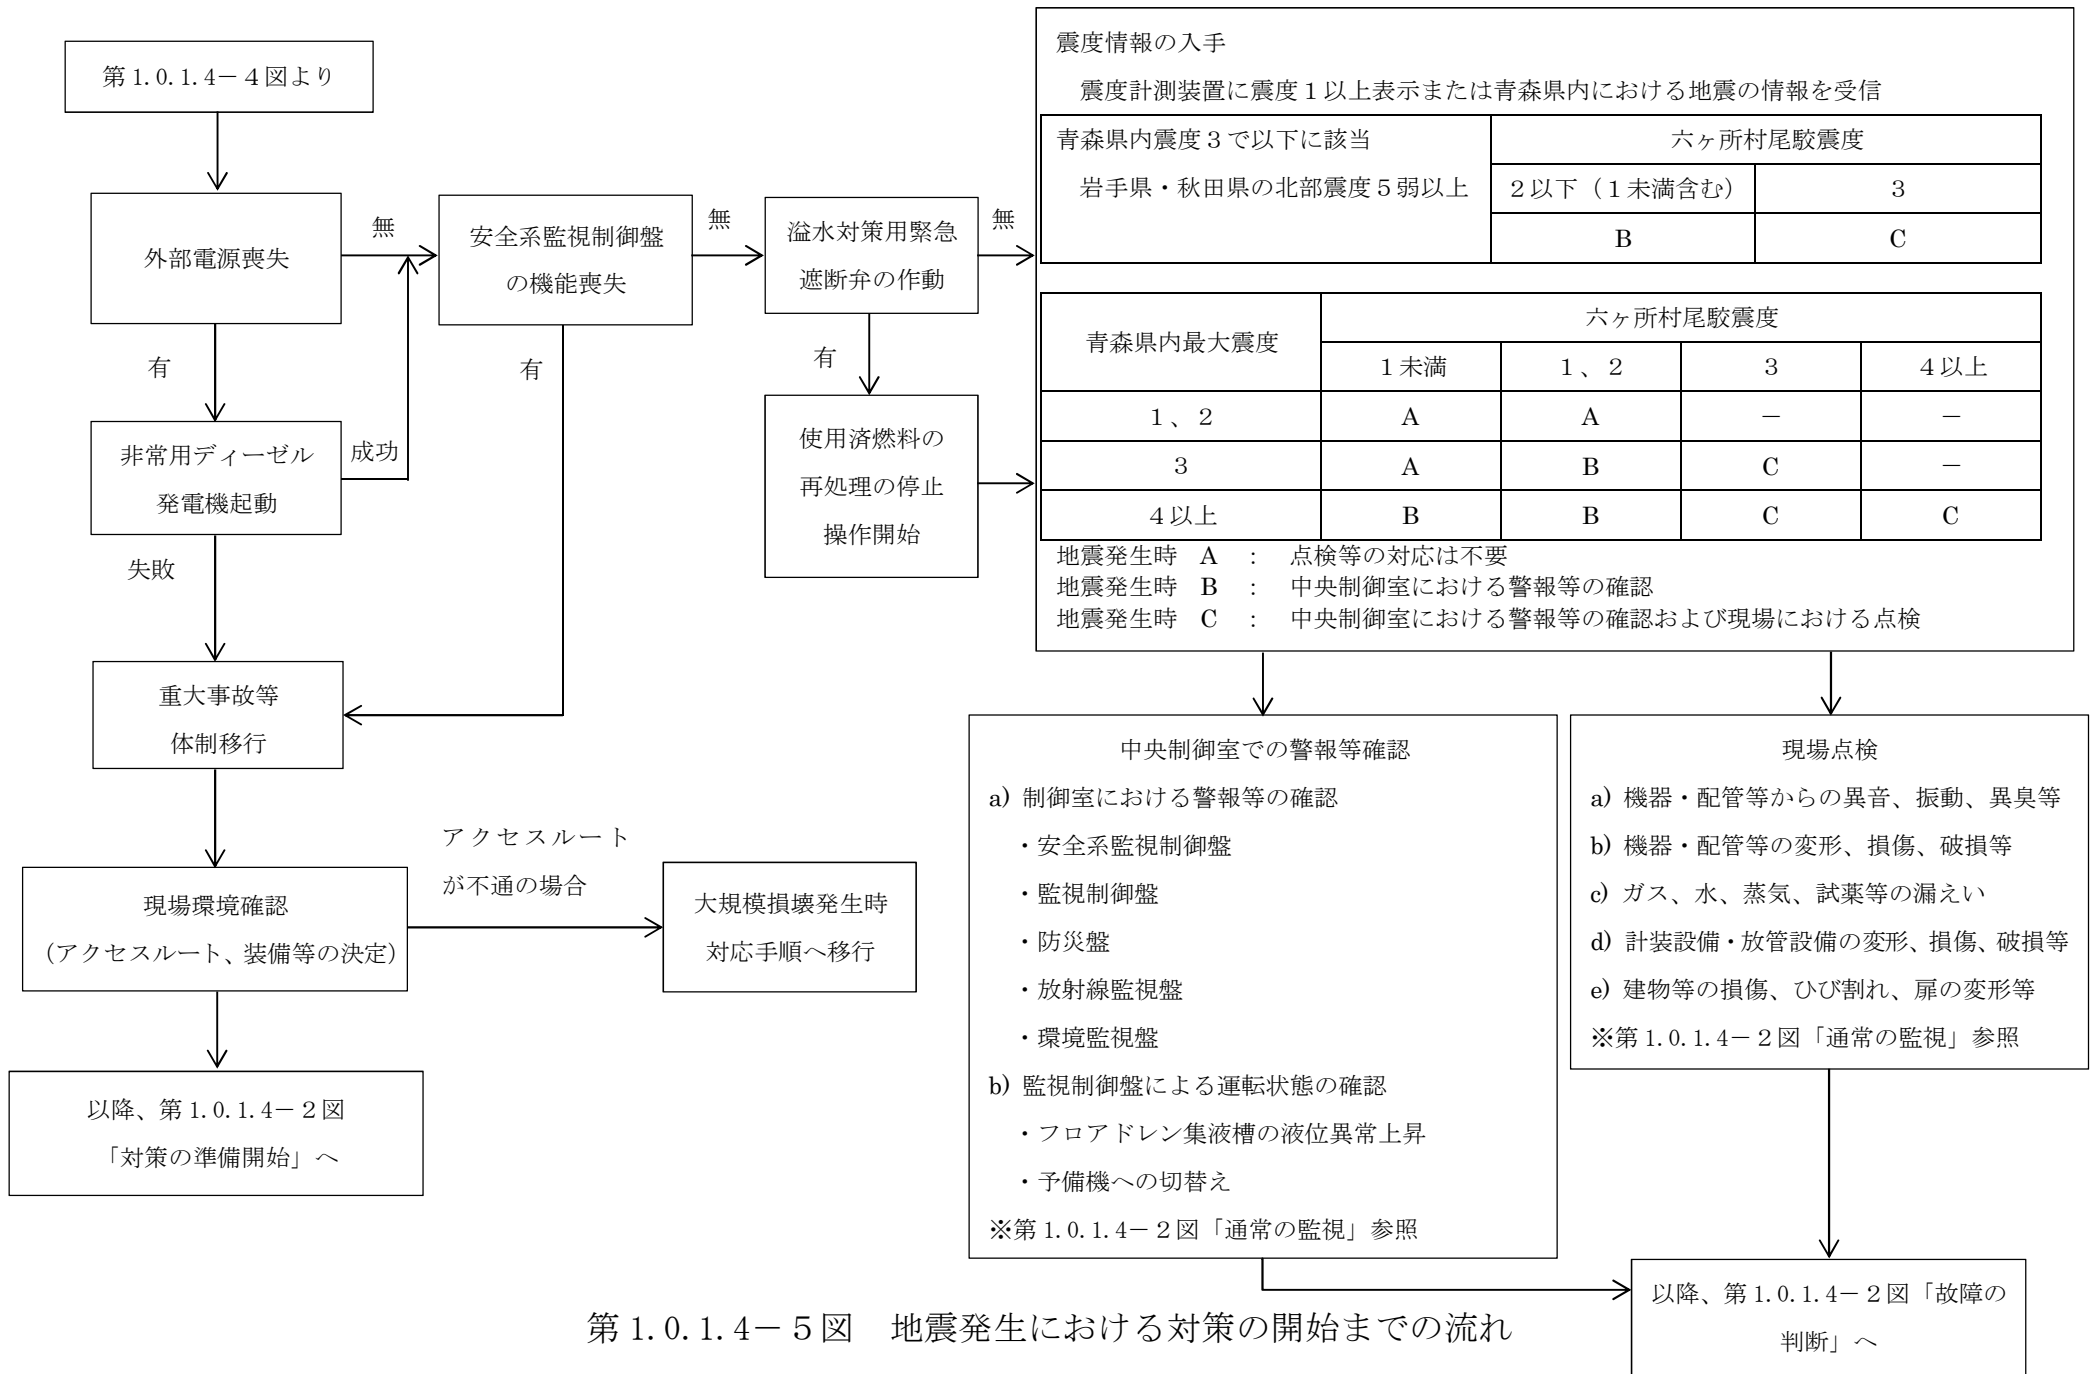 第1.0.1.4－４図より
外部電源喪失
無
有
非常用ディーゼル
発電機起動
成功
失敗
安全系監視制御盤
の機能喪失
無
有
溢水対策用緊急
遮断弁の作動
無
有
使用済燃料の
再処理の停止
操作開始
重大事故等
体制移行
現場環境確認
（アクセスルート、装備等の決定）
アクセスルート
が不通の場合
大規模損壊発生時
対応手順へ移行
以降、第1.0.1.4－２図
「対策の準備開始」へ
震度情報の入手
震度計測装置に震度１以上表示または青森県内における地震の情報を受信
青森県内震度３で以下に該当
岩手県・秋田県の北部震度５弱以上
六ヶ所村尾駮震度
２以下（１未満含む） ３
B C
青森県内最大震度
六ヶ所村尾駮震度
１未満 １、２ ３ ４以上
１、２ A A － －
３ A B C －
４以上 B B C C
地震発生時 A ： 点検等の対応は不要
地震発生時 B ： 中央制御室における警報等の確認
地震発生時 C ： 中央制御室における警報等の確認および現場における点検
中央制御室での警報等確認
a) 制御室における警報等の確認
・安全系監視制御盤
・監視制御盤
・防災盤
・放射線監視盤
・環境監視盤
b) 監視制御盤による運転状態の確認
・フロアドレン集液槽の液位異常上昇
・予備機への切替え
※第1.0.1.4－２図「通常の監視」参照
現場点検
a) 機器・配管等からの異音、振動、異臭等
b) 機器・配管等の変形、損傷、破損等
c) ガス、水、蒸気、試薬等の漏えい
d) 計装設備・放管設備の変形、損傷、破損等
e) 建物等の損傷、ひび割れ、扉の変形等
※第1.0.1.4－２図「通常の監視」参照
以降、第1.0.1.4－２図「故障の
判断」へ
第1.0.1.4－５図　地震発生における対策の開始までの流れ